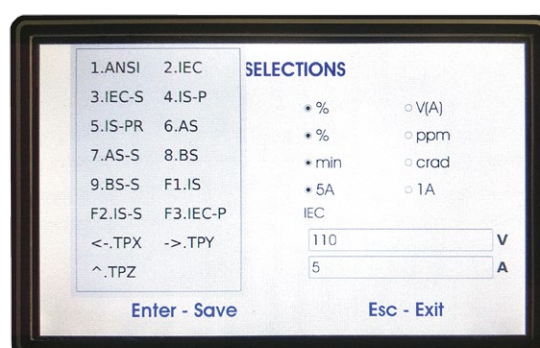 SELECTIONS
1.ANSI 2.IEC
3.IEC-S 4.IS-P
5.IS-PR 6.AS
7.AS-S 8.BS
9.BS-S F1.IS
F2.IS-S F3.IEC-P
<-.TPX ->.TPY
^.TPZ
% V(A)
% ppm
min crad
5A 1A
IEC
110 V
5 A
Enter - Save Esc - Exit